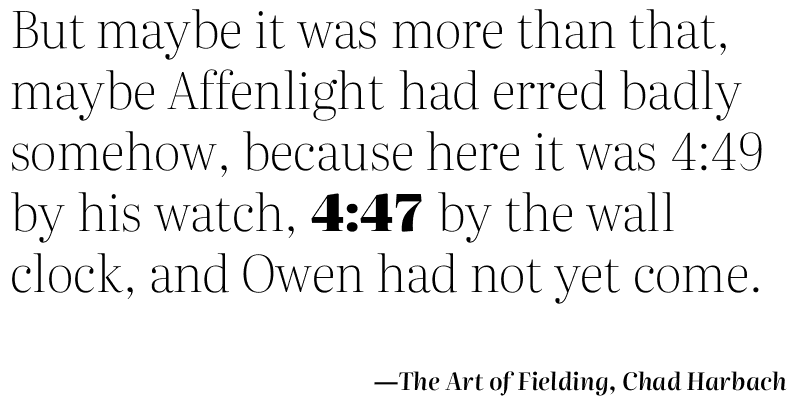 But maybe it was more than that,
maybe Affenlight had erred badly
somehow, because here it was 4:49
by his watch, 4:47 by the wall
clock, and Owen had not yet come.
—The Art of Fielding, Chad Harbach